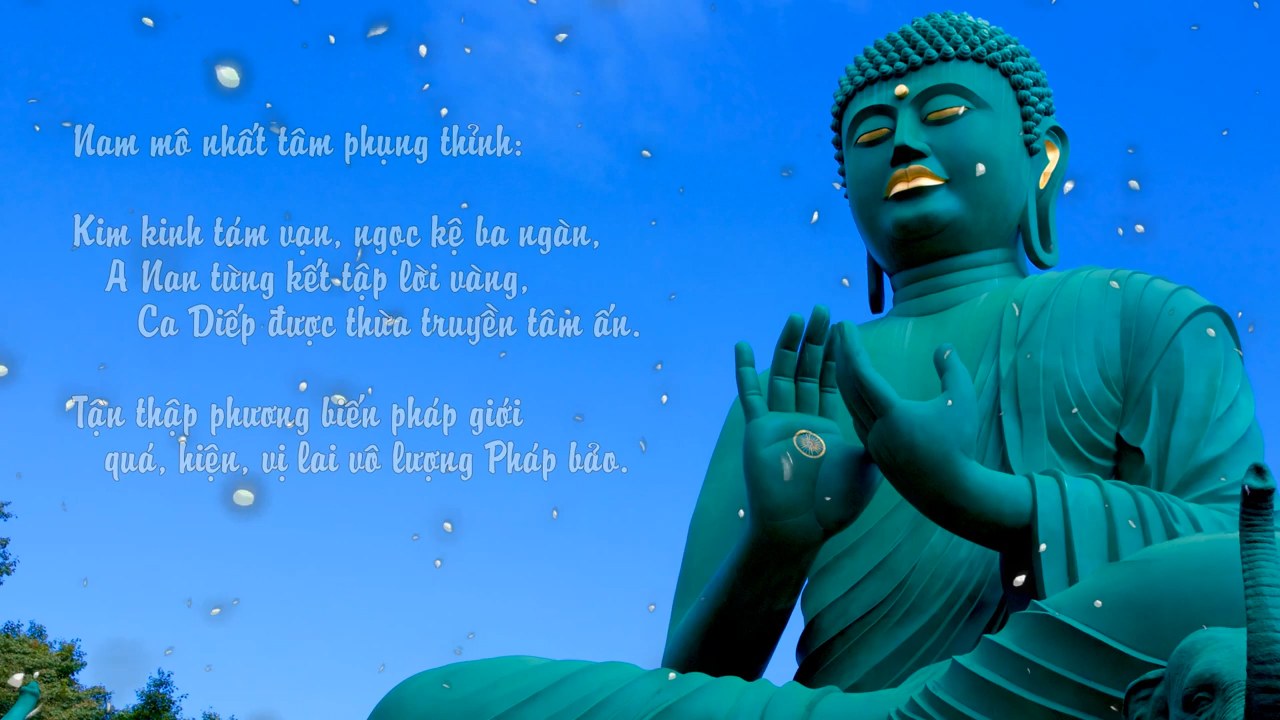 Nam mô nhất tâm phụng thỉnh:
Kim kinh tám vạn, ngọc kệ ba ngàn,
A Nan từng kết tập lời vàng,
Ca Diếp được thừa truyền tâm ấn.
Tận thập phương biến pháp giới
quá, hiện, vị lai vô lượng Pháp bảo.